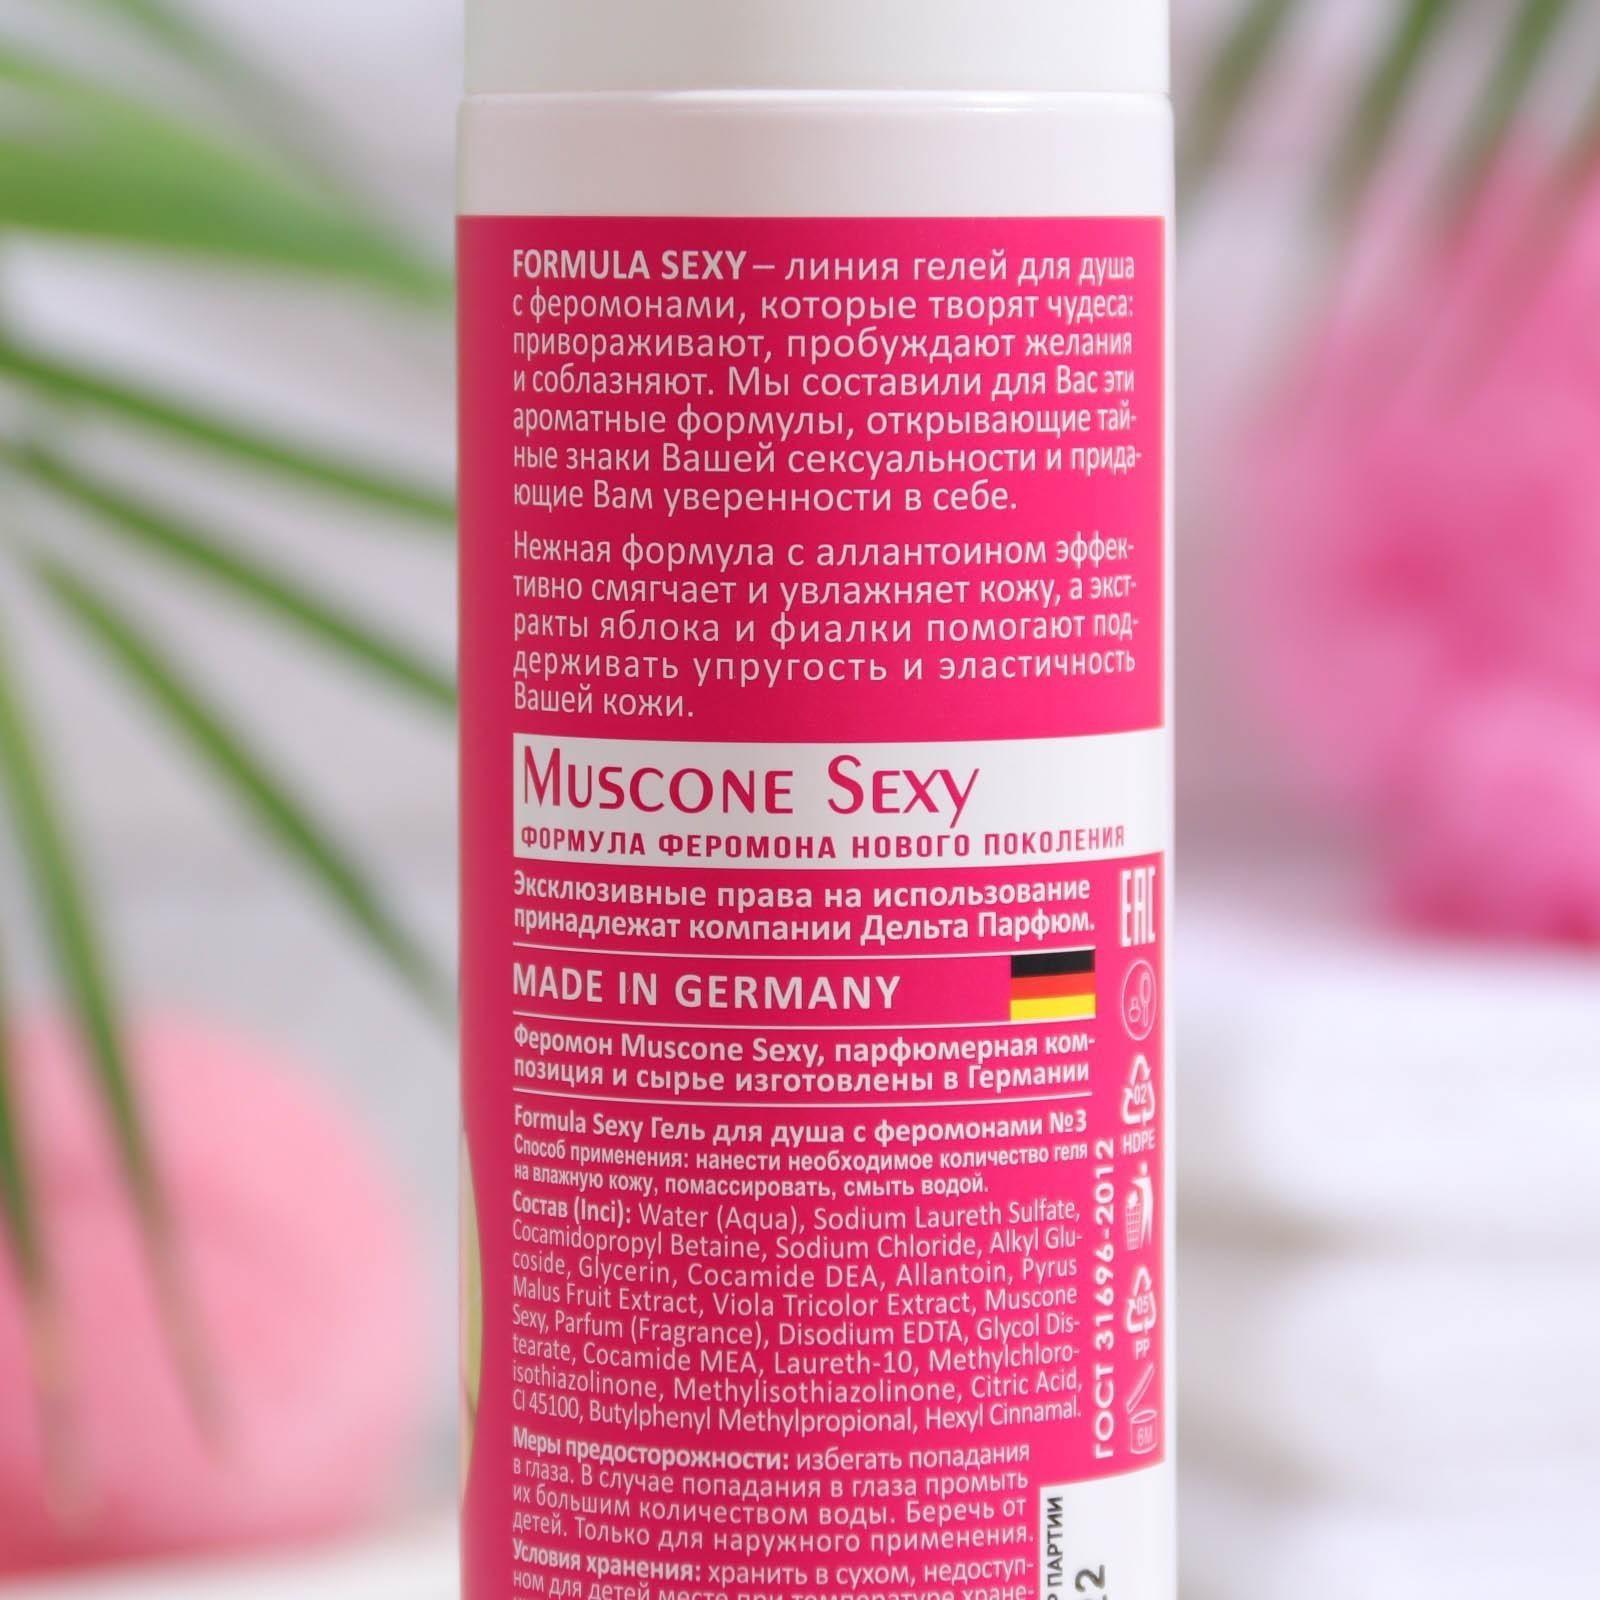 FORMULA SEXY – линия гелей для душа
с феромонами, которые творят чудеса:
привораживают, пробуждают желания
и соблазняют. Мы составили для Вас эти
ароматные формулы, открывающие тай-
ные знаки Вашей сексуальности и прида-
ющие Вам уверенности в себе.
Нежная формула с аллантоином эффек-
тивно смягчает и увлажняет кожу, а экст-
ракты яблока и фиалки помогают под-
держивать упругость и эластичность
Вашей кожи.
MUSCONE SEXY
ФОРМУЛА ФЕРОМОНА НОВОГО ПОКОЛЕНИЯ
Эксклюзивные права на использование
принадлежат компании Дельта Парфюм.
EAC
MADE IN GERMANY
Феромон Muscone Sexy, парфюмерная ком-
позиция и сырье изготовлены в Германии
Formula Sexy Гель для душа с феромонами №3
Способ применения: нанести необходимое количество геля
на влажную кожу, помассировать, смыть водой.
Состав (Inci): Water (Aqua), Sodium Laureth Sulfate,
Cocamidopropyl Betaine, Sodium Chloride, Alkyl Glu-
coside, Glycerin, Cocamide DEA, Allantoin, Pyrus
Malus Fruit Extract, Viola Tricolor Extract, Muscone
Sexy, Parfum (Fragrance), Disodium EDTA, Glycol Dis-
tearate, Cocamide MEA, Laureth-10, Methylchloro-
isothiazolinone, Methylisothiazolinone, Citric Acid,
CI 45100, Butylphenyl Methylpropional, Hexyl Cinnamal.
Меры предосторожности: избегать попадания
в глаза. В случае попадания в глаза промыть
их большим количеством воды. Беречь от
детей. Только для наружного применения.
Условия хранения: хранить в сухом, недоступ-
ном для детей месте при температуре хране-
02
HDPE
05
PP
6M
ГОСТ 31696-2012
ПАРТИИ